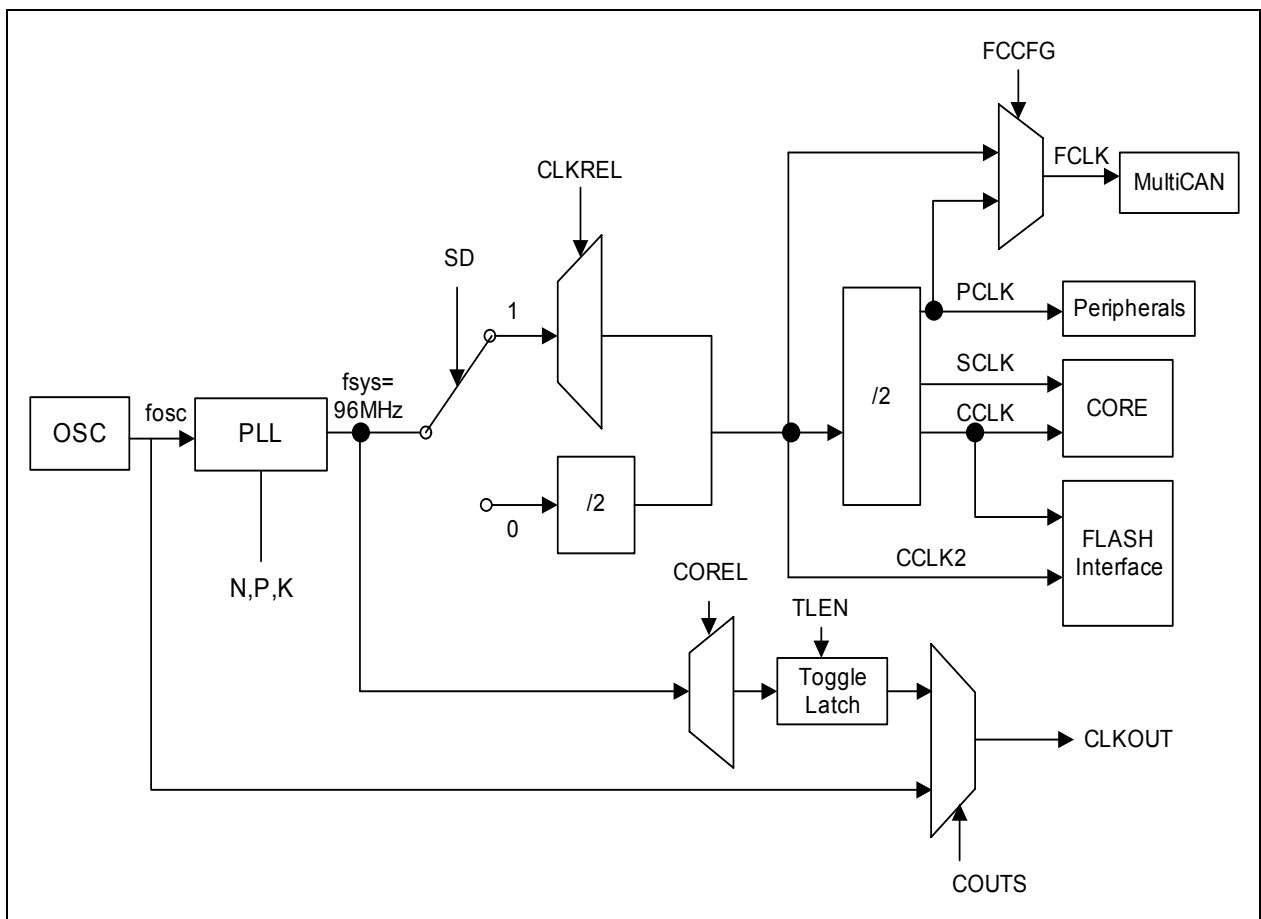 FCCFG
FCLK
MultiCAN
CLKREL
SD
1
PCLK
Peripherals
SCLK
/2
CORE
CCLK
fsys=
96MHz
OSC
fosc
PLL
/2
0
FLASH
Interface
CCLK2
N,P,K
COREL
TLEN
Toggle
Latch
CLKOUT
COUTS